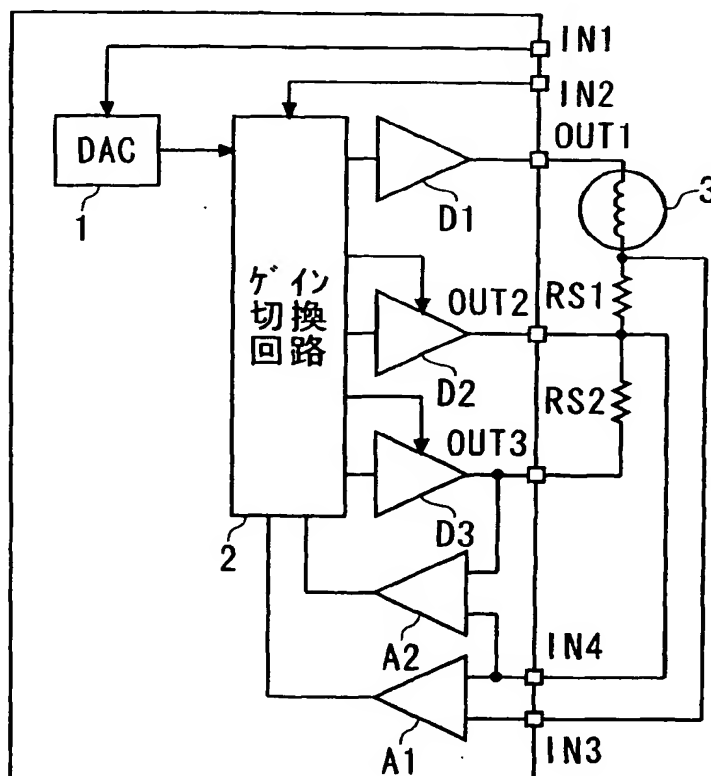 IN1
IN2
OUT1
DAC
1
D1
3
ゲイン
切換
回路
OUT2
RS1
D2
RS2
OUT3
D3
2
A2
IN4
A1
IN3